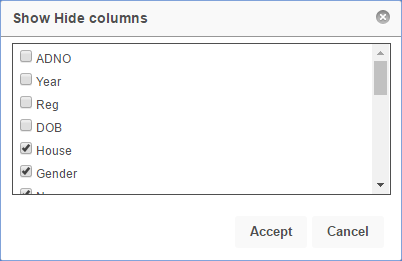 Show Hide columns
ADNO
Year
Reg
DOB
House
Gender
Accept Cancel